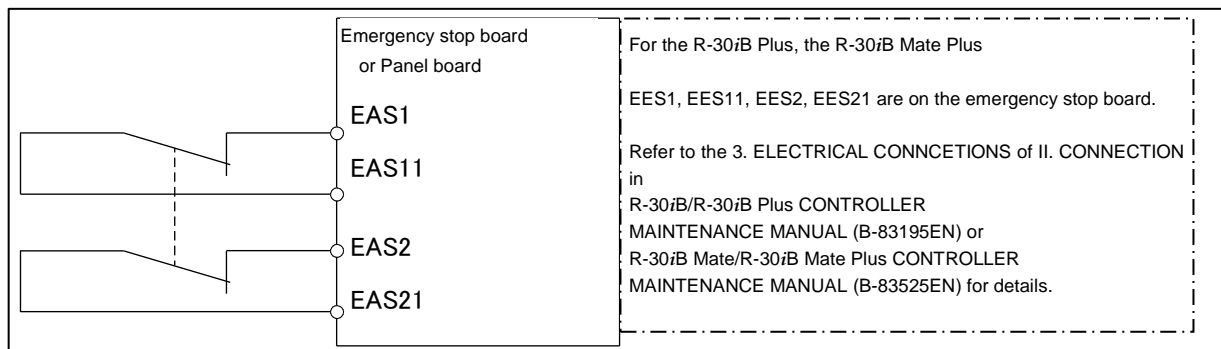 Emergency stop board
or Panel board
EAS1
EAS11
EAS2
EAS21
For the R-30iB Plus, the R-30iB Mate Plus
EES1, EES11, EES2, EES21 are on the emergency stop board.
Refer to the 3. ELECTRICAL CONNCETIONS of II. CONNECTION
in
R-30iB/R-30iB Plus CONTROLLER
MAINTENANCE MANUAL (B-83195EN) or
R-30iB Mate/R-30iB Mate Plus CONTROLLER
MAINTENANCE MANUAL (B-83525EN) for details.